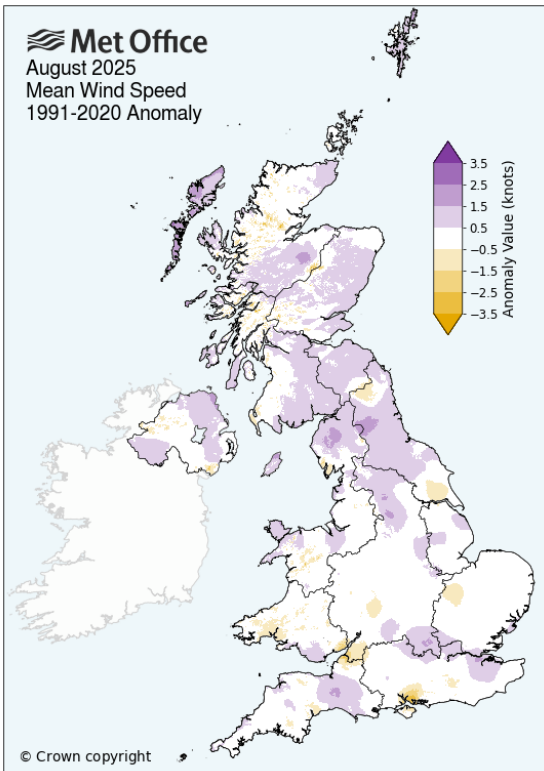 Met Office
August 2025
Mean Wind Speed
1991-2020 Anomaly
3.5
2.5
1.5
0.5
−0.5
−1.5
−2.5
−3.5
Anomaly Value (knots)
© Crown copyright